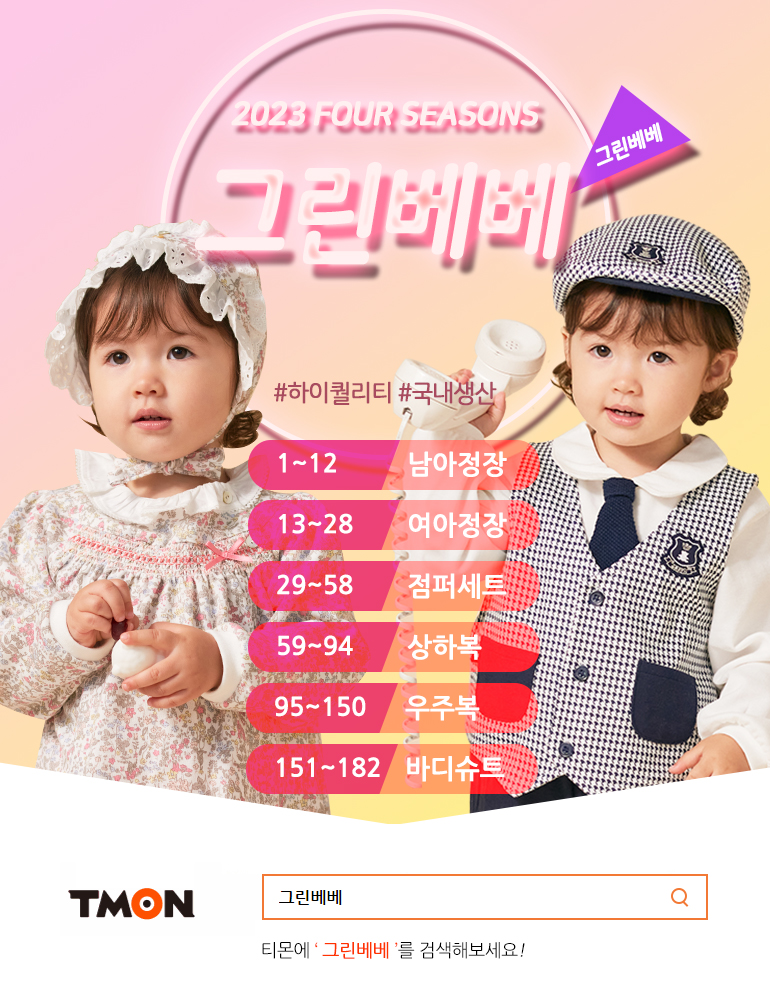 2023 FOUR SEASONS
그린베베
그린베베
#하이퀄리티 #국내생산
1~12 남아정장
13~28 여아정장
29~58 점퍼세트
59~94 상하복
95~150 우주복
151~182 바디슈트
TMON
그린베베
티몬에 ‘ 그린베베 ’를 검색해보세요!